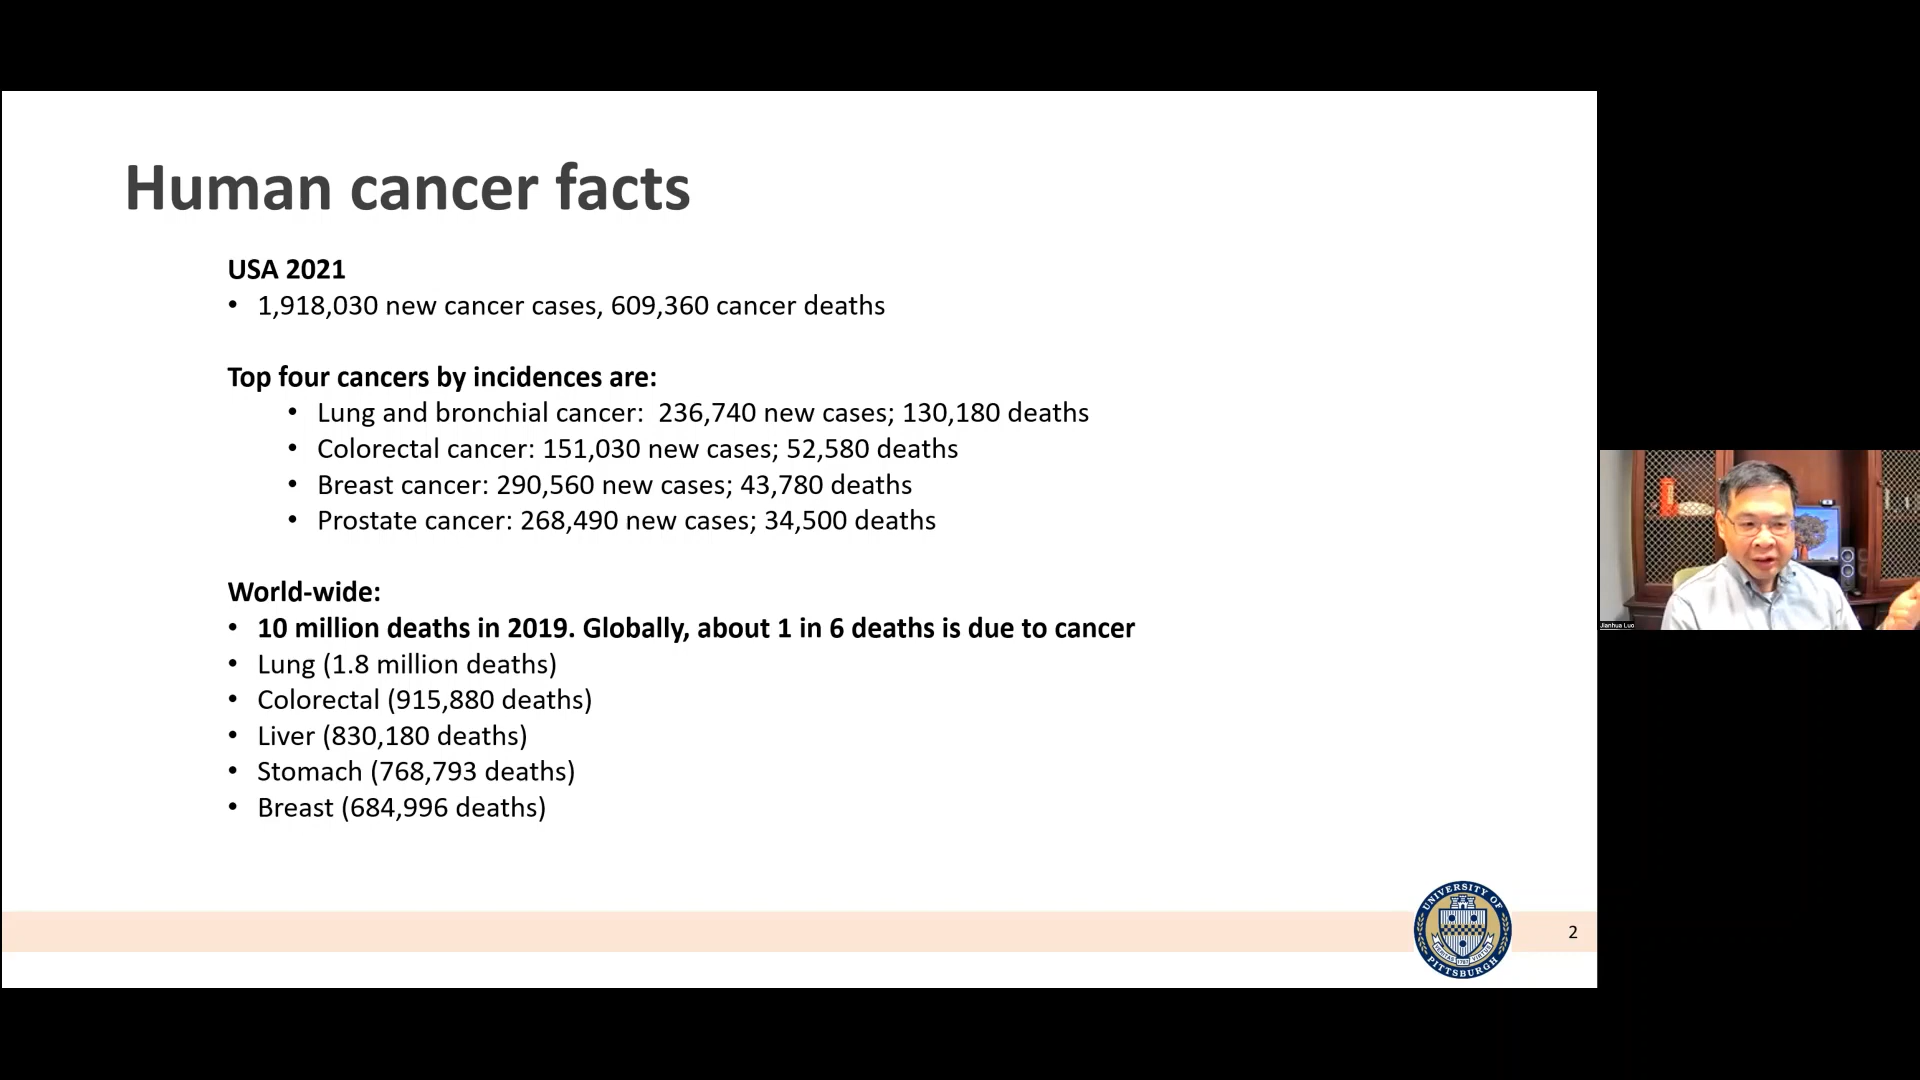 Human cancer facts
USA 2021
• 1,918,030 new cancer cases, 609,360 cancer deaths
Top four cancers by incidences are:
• Lung and bronchial cancer:  236,740 new cases; 130,180 deaths
• Colorectal cancer: 151,030 new cases; 52,580 deaths
• Breast cancer: 290,560 new cases; 43,780 deaths
• Prostate cancer: 268,490 new cases; 34,500 deaths
World-wide:
• 10 million deaths in 2019. Globally, about 1 in 6 deaths is due to cancer
• Lung (1.8 million deaths)
• Colorectal (915,880 deaths)
• Liver (830,180 deaths)
• Stomach (768,793 deaths)
• Breast (684,996 deaths)
UNIVERSITY OF
PITTSBURGH
2
Jianhua Luo